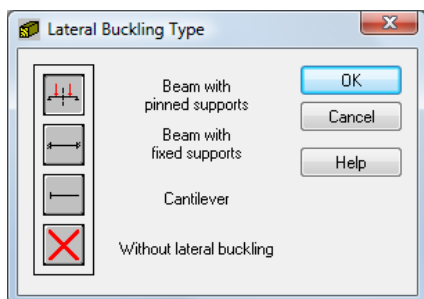 Lateral Buckling Type
Beam with
pinned supports
Beam with
fixed supports
Cantilever
Without lateral buckling
OK
Cancel
Help